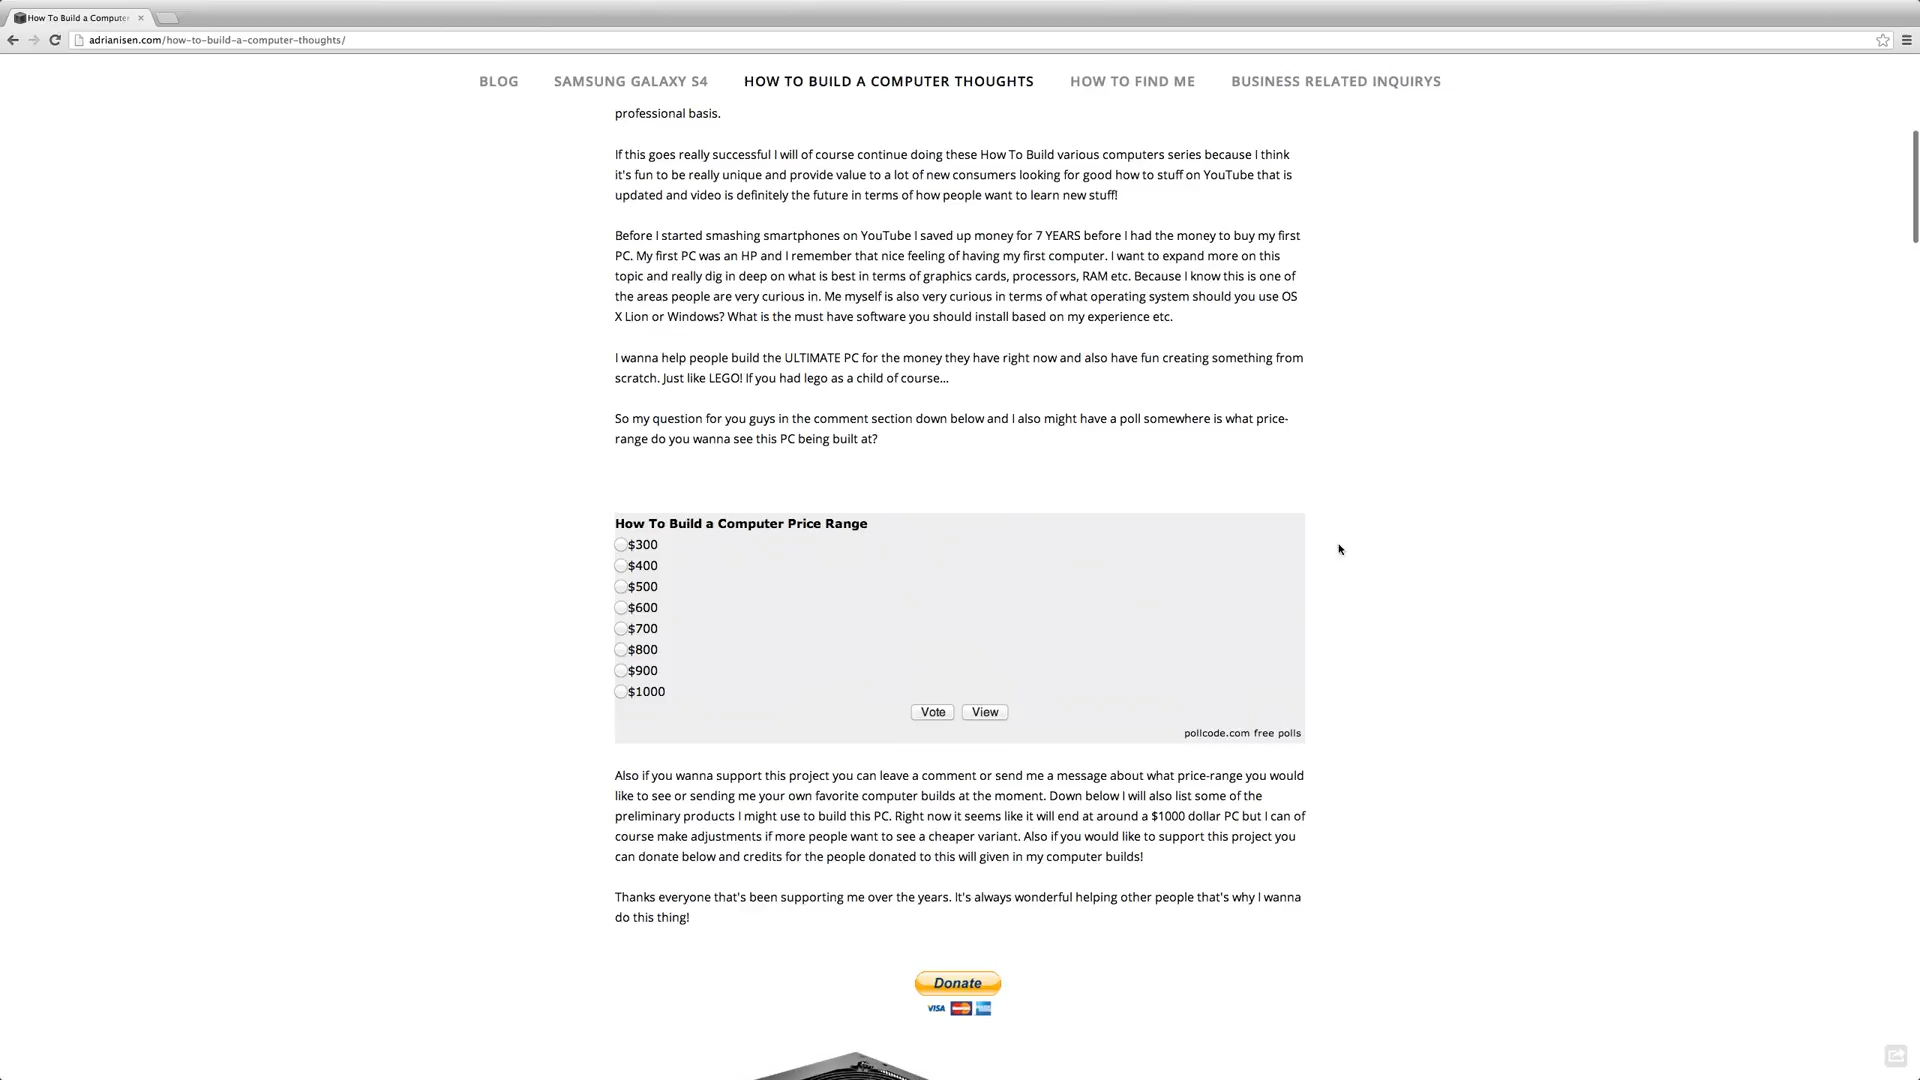 How To Build a Computer
adrianisen.com/how-to-build-a-computer-thoughts/
BLOG SAMSUNG GALAXY S4 HOW TO BUILD A COMPUTER THOUGHTS HOW TO FIND ME BUSINESS RELATED INQUIRYS
professional basis.
If this goes really successful I will of course continue doing these How To Build various computers series because I think
it's fun to be really unique and provide value to a lot of new consumers looking for good how to stuff on YouTube that is
updated and video is definitely the future in terms of how people want to learn new stuff!
Before I started smashing smartphones on YouTube I saved up money for 7 YEARS before I had the money to buy my first
PC. My first PC was an HP and I remember that nice feeling of having my first computer. I want to expand more on this
topic and really dig in deep on what is best in terms of graphics cards, processors, RAM etc. Because I know this is one of
the areas people are very curious in. Me myself is also very curious in terms of what operating system should you use OS
X Lion or Windows? What is the must have software you should install based on my experience etc.
I wanna help people build the ULTIMATE PC for the money they have right now and also have fun creating something from
scratch. Just like LEGO! If you had lego as a child of course...
So my question for you guys in the comment section down below and I also might have a poll somewhere is what price-
range do you wanna see this PC being built at?
How To Build a Computer Price Range
$300
$400
$500
$600
$700
$800
$900
$1000
Vote View
pollcode.com free polls
Also if you wanna support this project you can leave a comment or send me a message about what price-range you would
like to see or sending me your own favorite computer builds at the moment. Down below I will also list some of the
preliminary products I might use to build this PC. Right now it seems like it will end at around a $1000 dollar PC but I can of
course make adjustments if more people want to see a cheaper variant. Also if you would like to support this project you
can donate below and credits for the people donated to this will given in my computer builds!
Thanks everyone that's been supporting me over the years. It's always wonderful helping other people that's why I wanna
do this thing!
Donate
VISA